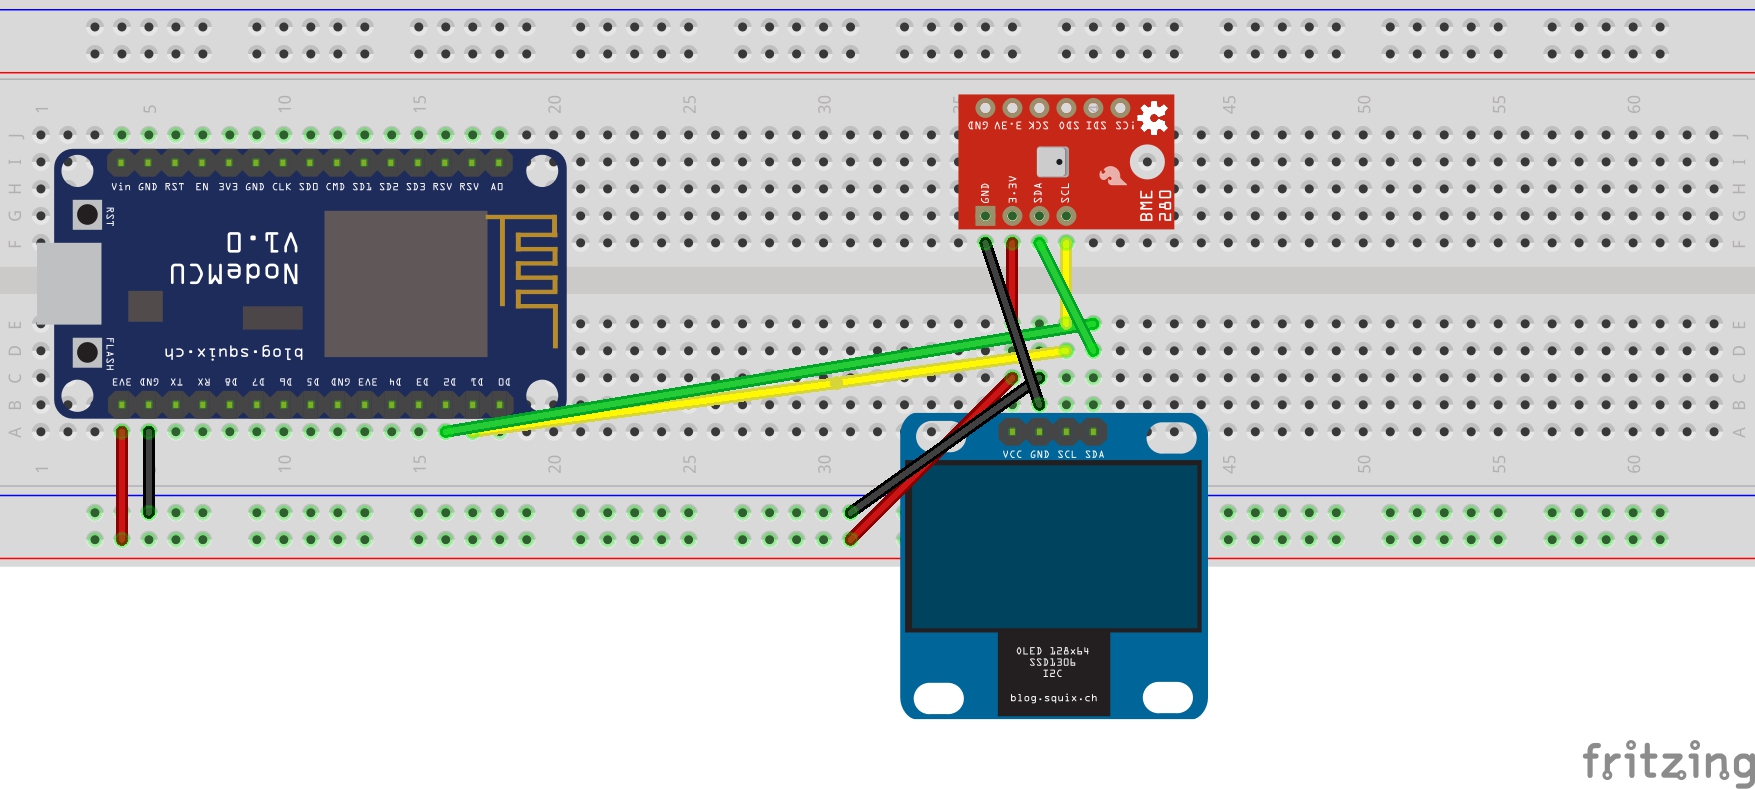 1 5 10 15 20 25 30 45 50 55 60
J J
I I
H H
G G
F F
E E
D D
C C
B B
A A
1 5 10 15 20 25 30 45 50 55 60
Vin GND RST EN 3V3 GND CLK SD0 CMD SD1 SD2 SD3 RSV RSV A0
RST
NodeMCU
V1.0
blog.squix.ch
FLASH
3V3 GND TX RX D8 D7 D6 D5 GND 3V3 D4 D3 D2 D1 D0
GND 3.3V SCK SDO SDI
GND 3.3V SDA SCL
BME
280
VCC GND SCL SDA
OLED 128x64
SSD1306
I2C
blog.squix.ch
fritzing